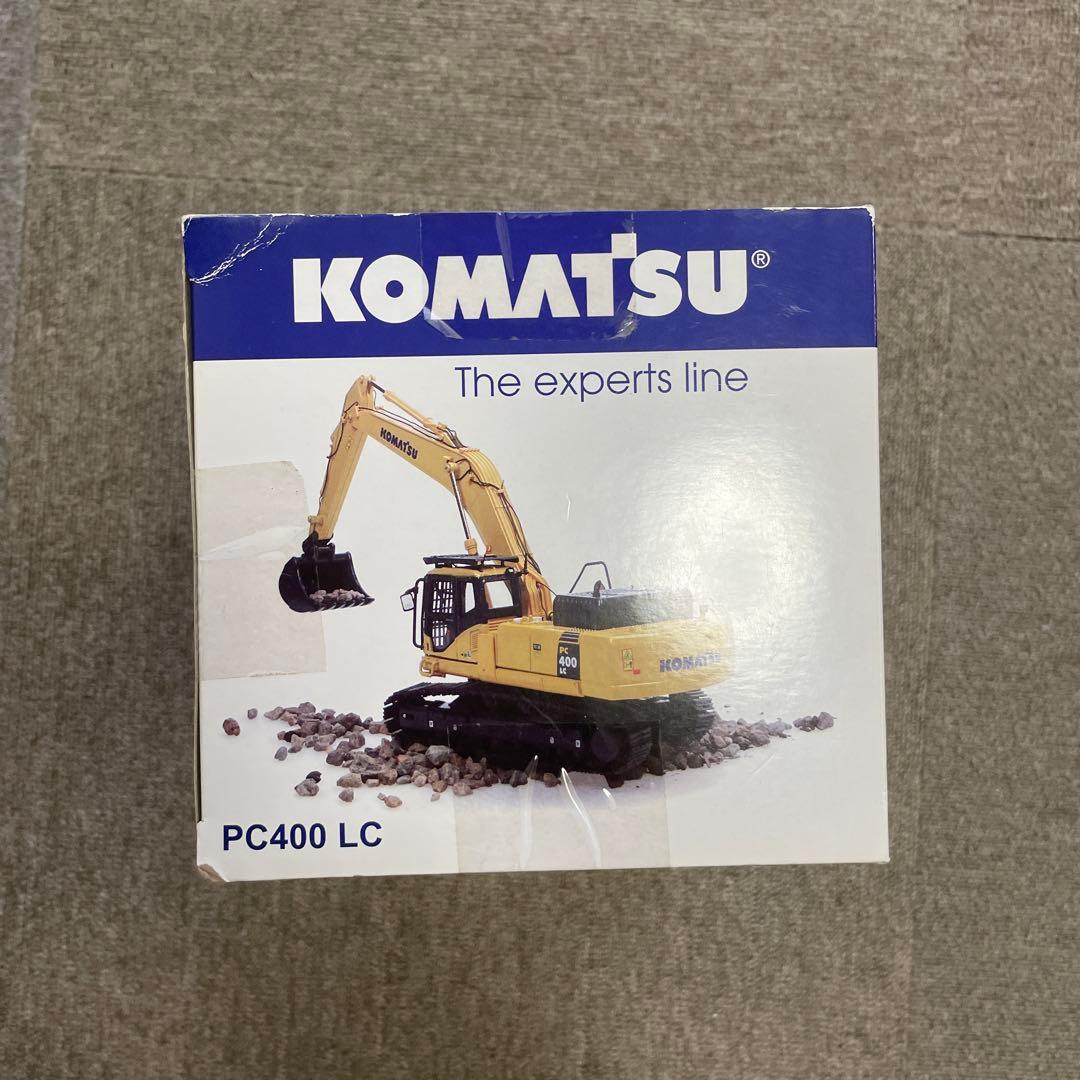 KOMATSU®
The experts line
KOMATSU
PC
400
LC
KOMATSU
PC400 LC